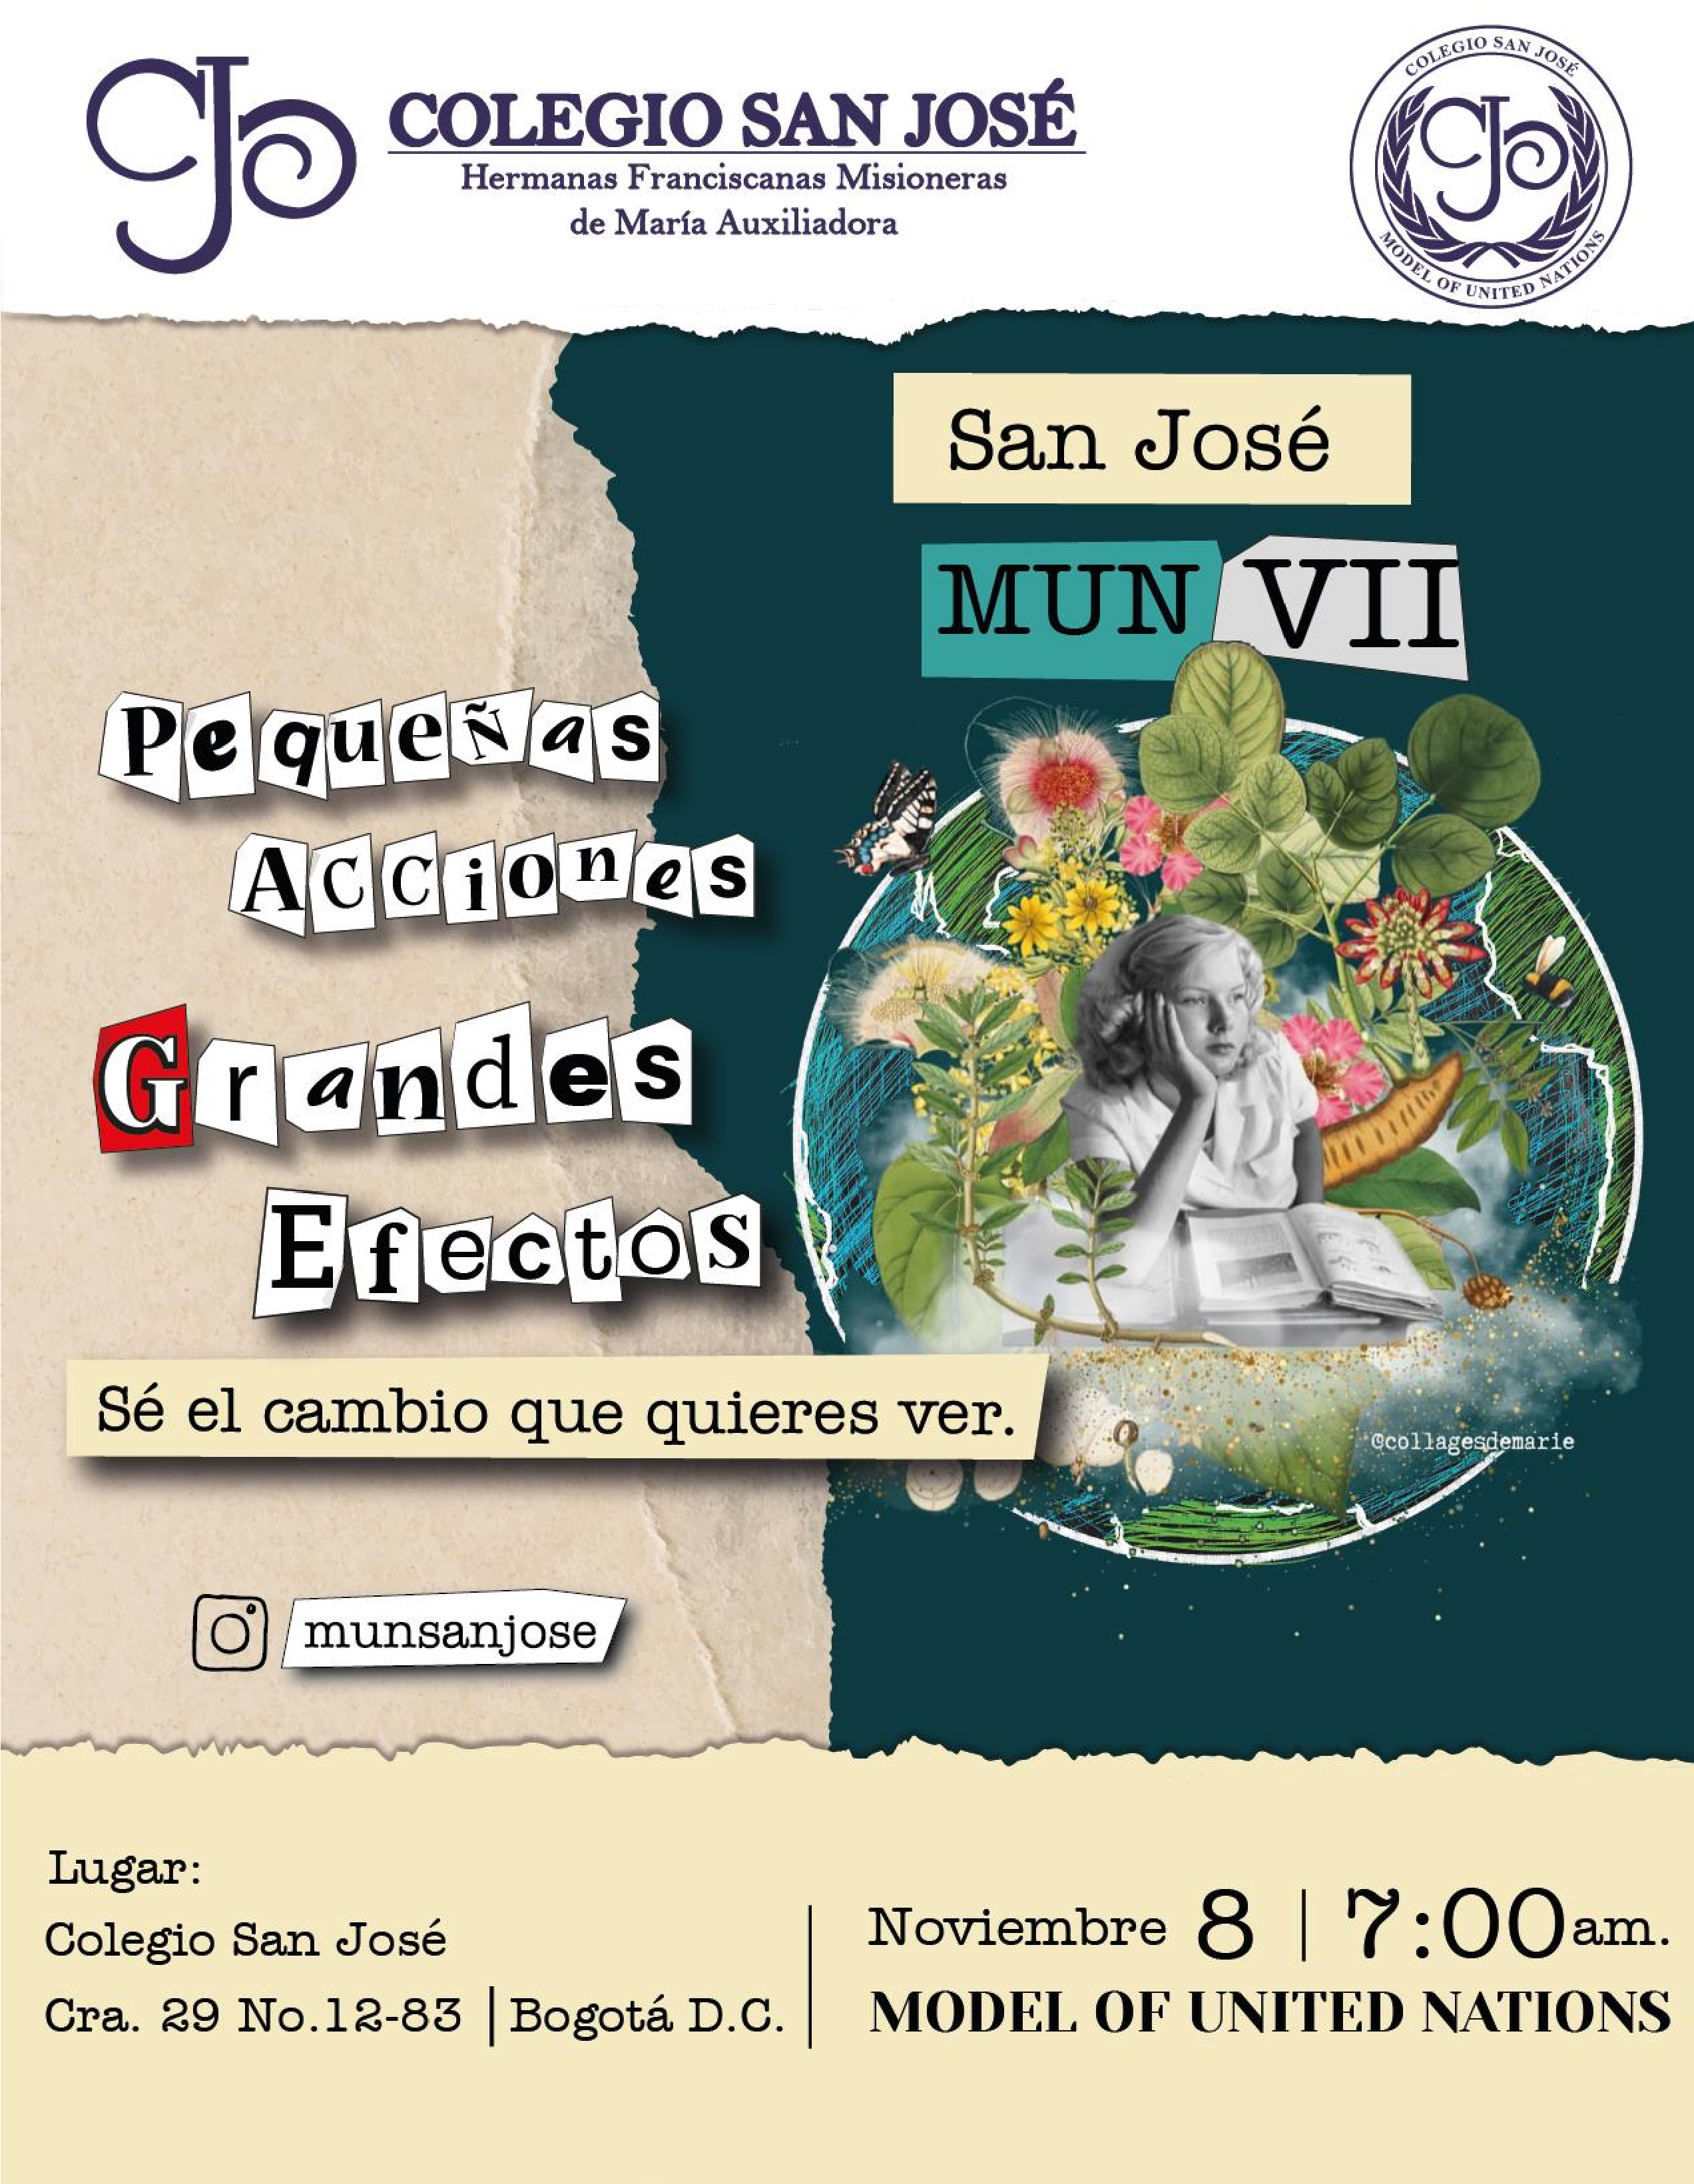 COLEGIO SAN JOSÉ
Hermanas Franciscanas Misioneras
de María Auxiliadora
COLEGIO SAN JOSÉ
MODEL OF UNITED NATIONS
San José
MUN VII
Pequeñas
Acciones
Grandes
Efectos
Sé el cambio que quieres ver.
@collagesdemarie
munsanjose
Lugar:
Colegio San José
Cra. 29 No.12-83 | Bogotá D.C.
Noviembre 8 | 7:00 am.
MODEL OF UNITED NATIONS